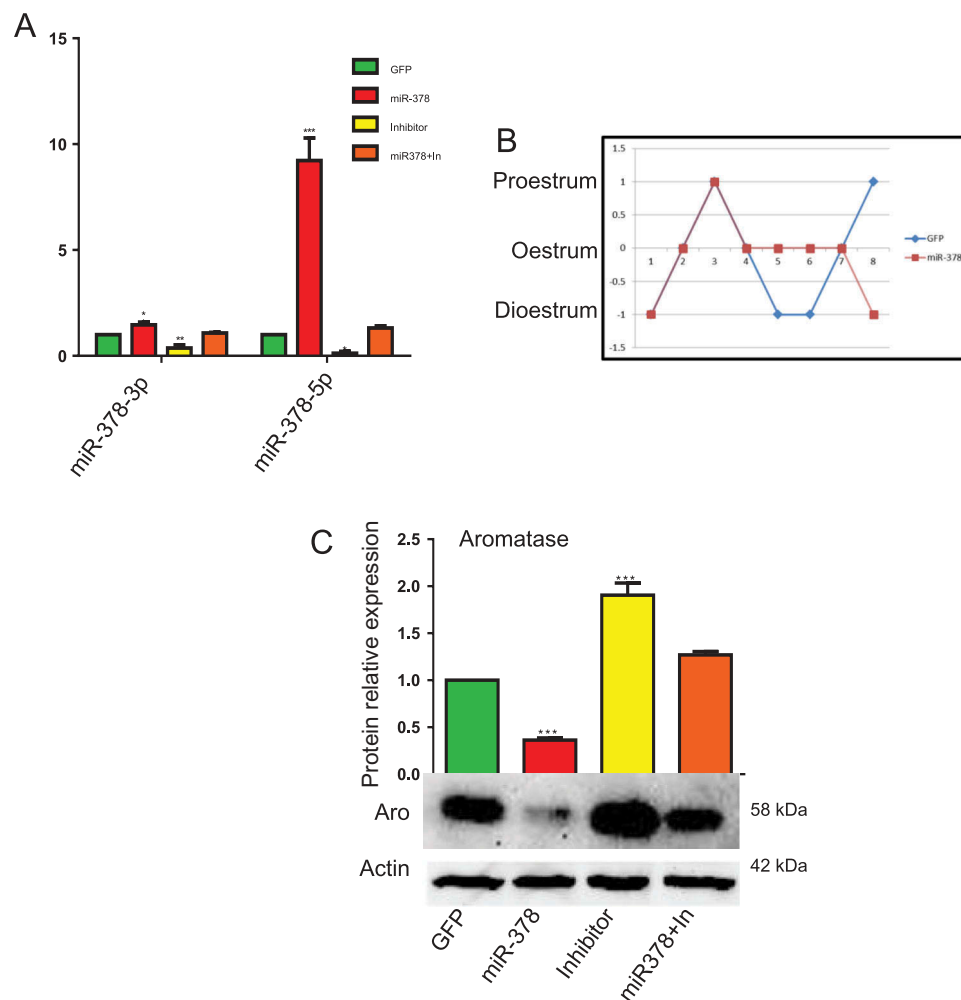 A
15
10
5
0
***
*
**
*
GFP
miR-378
Inhibitor
miR378+In
miR-378-3p
miR-378-5p
B
Proestrum
Oestrum
Dioestrum
1.5
1
0.5
0
-0.5
-1
-1.5
1 2 3 4 5 6 7 8
GFP
miR-378
C
Protein relative expression
Aromatase
2.5
2.0
1.5
1.0
0.5
0.0
***
***
Aro
58 kDa
Actin
42 kDa
GFP
miR-378
Inhibitor
miR378+In